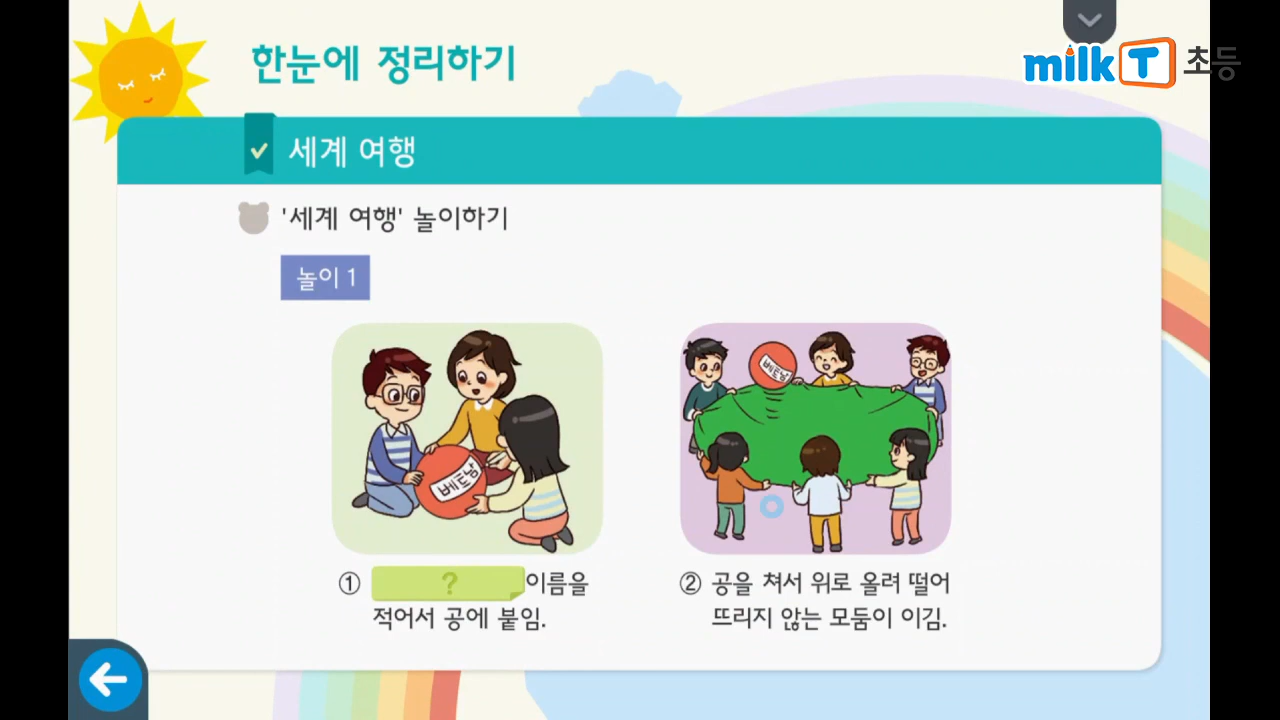 한눈에 정리하기
milk T 초등
세계 여행
'세계 여행' 놀이하기
놀이 1
베트남
베트남
① ? 이름을
적어서 공에 붙임.
② 공을 쳐서 위로 올려 떨어
뜨리지 않는 모둠이 이김.